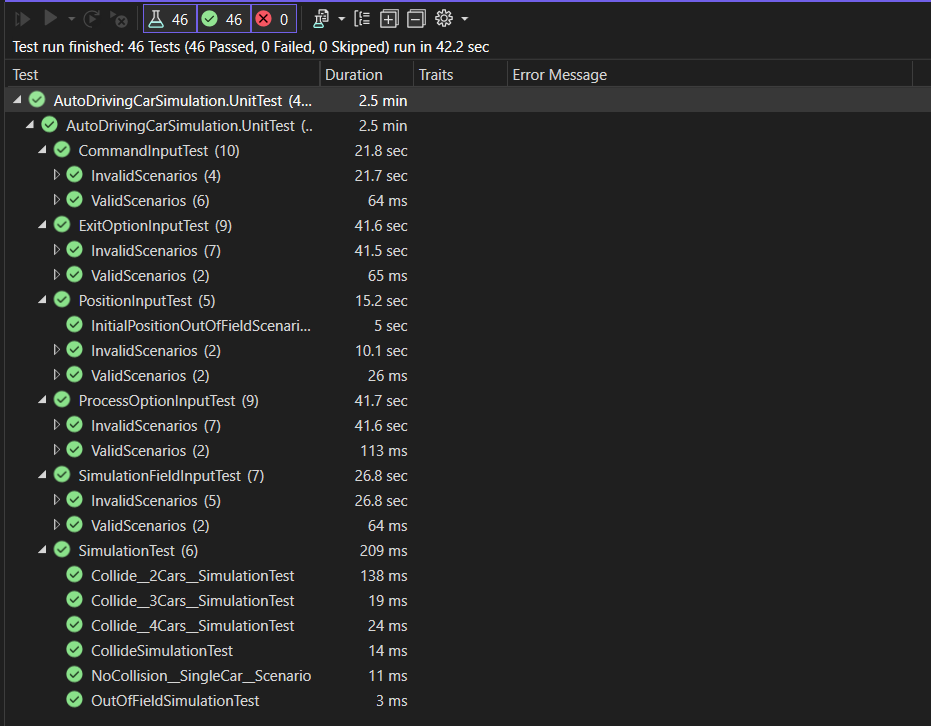 46 46 0
Test run finished: 46 Tests (46 Passed, 0 Failed, 0 Skipped) run in 42.2 sec
Test Duration Traits Error Message
AutoDrivingCarSimulation.UnitTest (4... 2.5 min
AutoDrivingCarSimulation.UnitTest (.. 2.5 min
CommandInputTest (10) 21.8 sec
InvalidScenarios (4) 21.7 sec
ValidScenarios (6) 64 ms
ExitOptionInputTest (9) 41.6 sec
InvalidScenarios (7) 41.5 sec
ValidScenarios (2) 65 ms
PositionInputTest (5) 15.2 sec
InitialPositionOutOfFieldScenari... 5 sec
InvalidScenarios (2) 10.1 sec
ValidScenarios (2) 26 ms
ProcessOptionInputTest (9) 41.7 sec
InvalidScenarios (7) 41.6 sec
ValidScenarios (2) 113 ms
SimulationFieldInputTest (7) 26.8 sec
InvalidScenarios (5) 26.8 sec
ValidScenarios (2) 64 ms
SimulationTest (6) 209 ms
Collide__2Cars__SimulationTest 138 ms
Collide__3Cars__SimulationTest 19 ms
Collide__4Cars__SimulationTest 24 ms
CollideSimulationTest 14 ms
NoCollision__SingleCar__Scenario 11 ms
OutOfFieldSimulationTest 3 ms